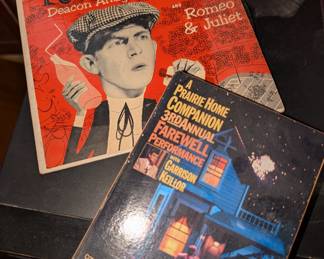 Deacon
AND
Romeo
& Juliet
A
PRAIRIE HOME
COMPANION
3RD ANNUAL
FAREWELL
PERFORMANCE
WITH
GARRISON
KEILLOR